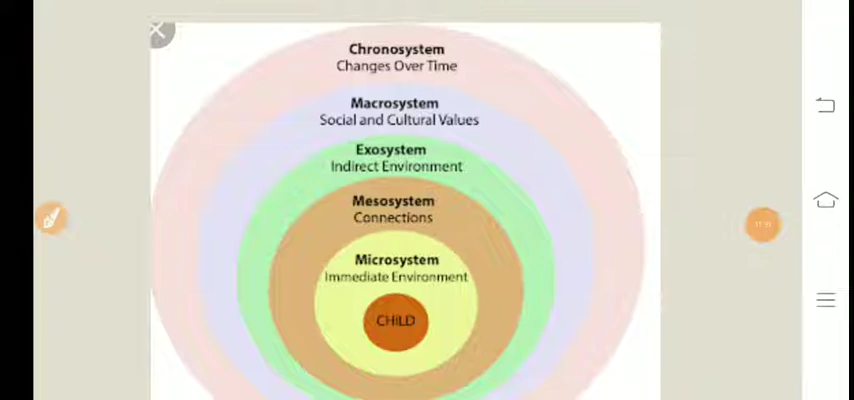 Chronosystem
Changes Over Time
Macrosystem
Social and Cultural Values
Exosystem
Indirect Environment
Mesosystem
Connections
Microsystem
Immediate Environment
CHILD